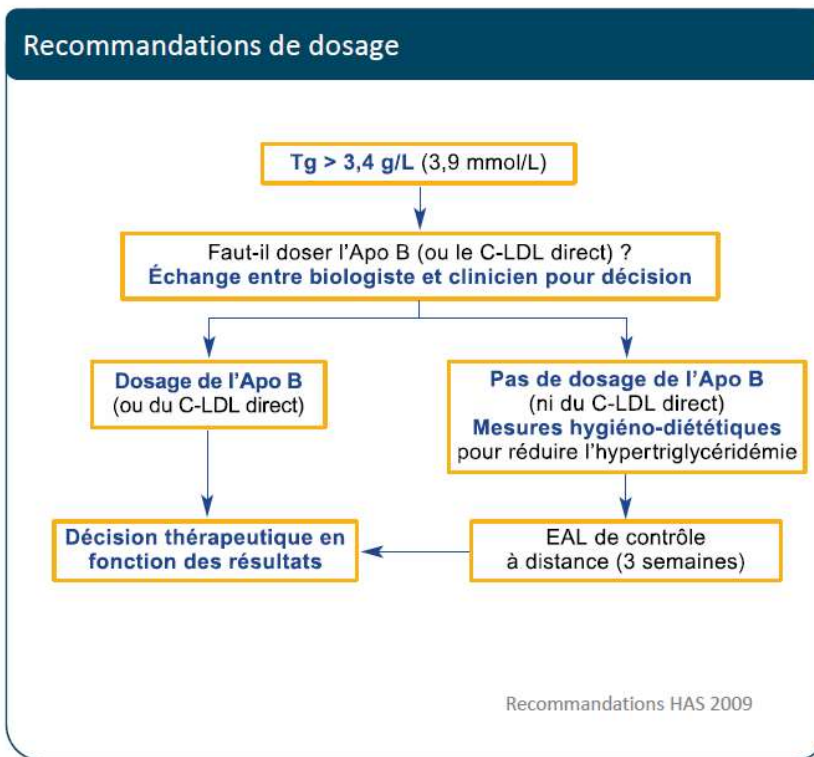 Recommandations de dosage
Tg > 3,4 g/L (3,9 mmol/L)
Faut-il doser l'Apo B (ou le C-LDL direct) ?
Échange entre biologiste et clinicien pour décision
Dosage de l'Apo B
(ou du C-LDL direct)
Pas de dosage de l'Apo B
(ni du C-LDL direct)
Mesures hygiéno-diététiques
pour réduire l'hypertriglycéridémie
Décision thérapeutique en
fonction des résultats
EAL de contrôle
à distance (3 semaines)
Recommandations HAS 2009